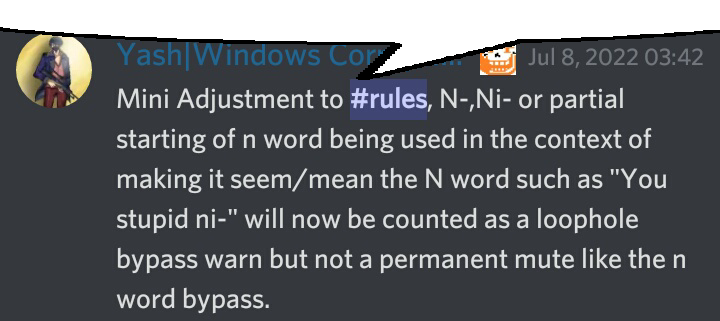 Yash|Windows Jul 8, 2022 03:42
Mini Adjustment to #rules, N-,Ni- or partial
starting of n word being used in the context of
making it seem/mean the N word such as "You
stupid ni-" will now be counted as a loophole
bypass warn but not a permanent mute like the n
word bypass.